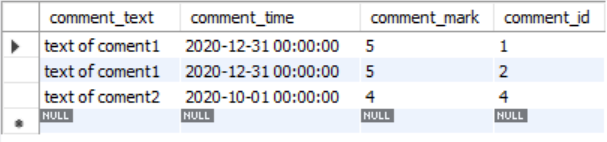 comment_text comment_time comment_mark comment_id
text of coment1 2020-12-31 00:00:00 5 1
text of coment1 2020-12-31 00:00:00 5 2
text of coment2 2020-10-01 00:00:00 4 4
NULL NULL NULL NULL